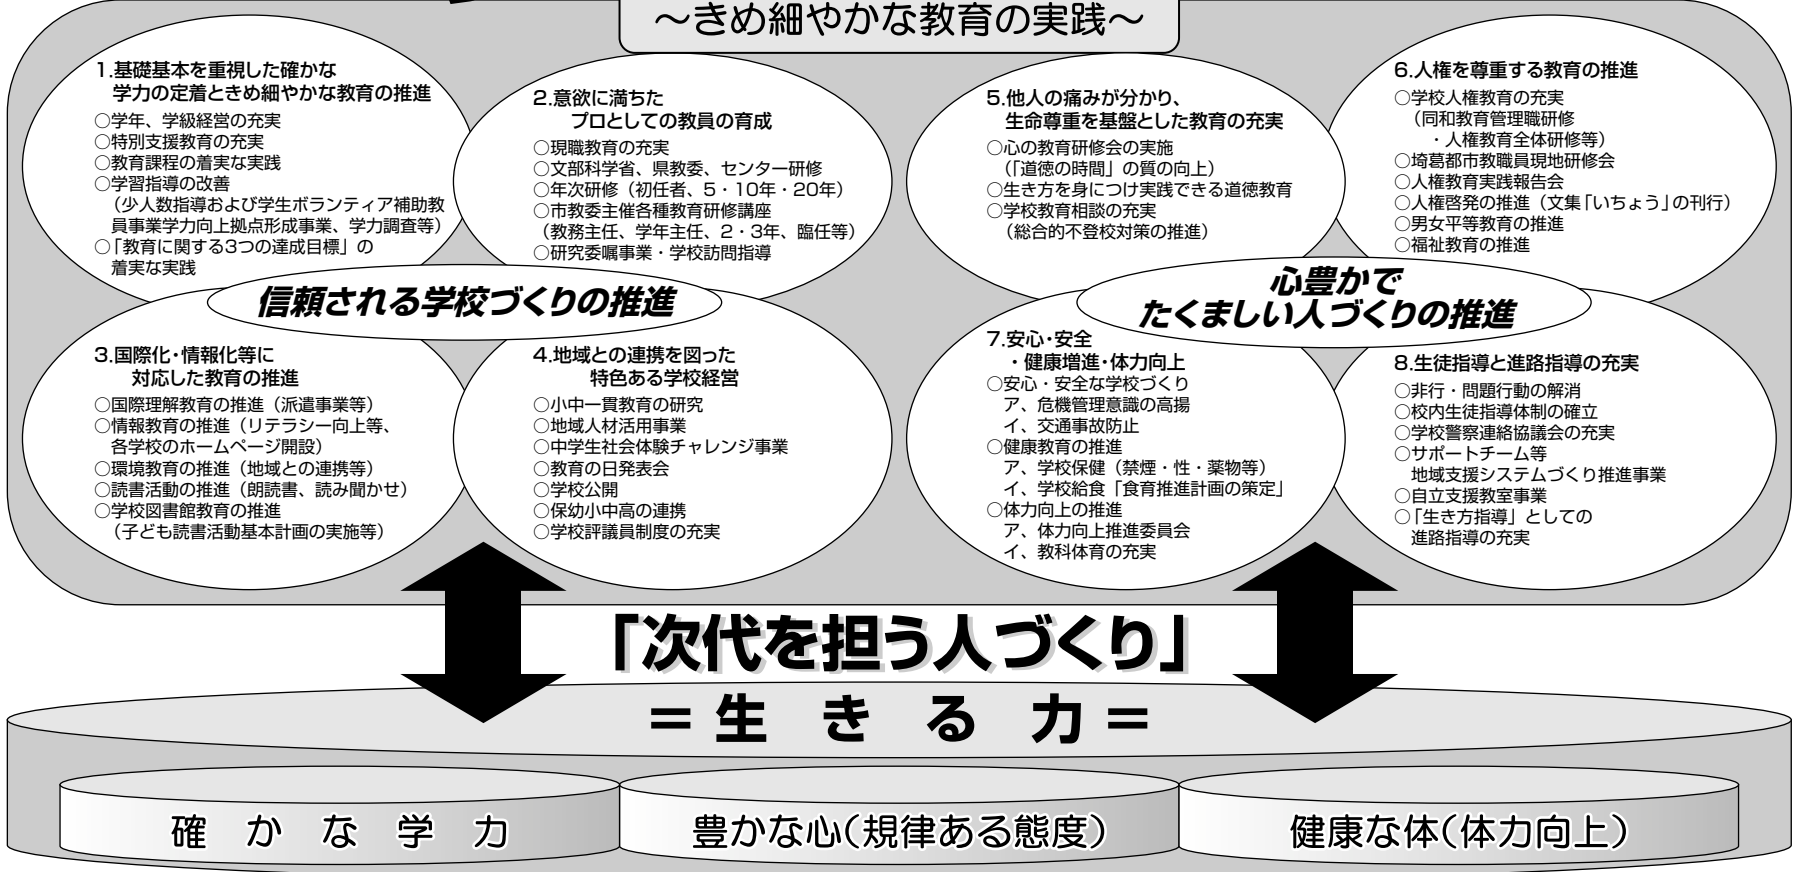 ～きめ細やかな教育の実践～
1.基礎基本を重視した確かな
学力の定着ときめ細やかな教育の推進
○学年、学級経営の充実
○特別支援教育の充実
○教育課程の着実な実践
○学習指導の改善
（少人数指導および学生ボランティア補助教
員事業学力向上拠点形成事業、学力調査等）
○「教育に関する3つの達成目標」の
着実な実践
2.意欲に満ちた
プロとしての教員の育成
○現職教育の充実
○文部科学省、県教委、センター研修
○年次研修（初任者、5・10年・20年）
○市教委主催各種教育研修講座
（教務主任、学年主任、2・3年、臨任等）
○研究委嘱事業・学校訪問指導
信頼される学校づくりの推進
3.国際化・情報化等に
対応した教育の推進
○国際理解教育の推進（派遣事業等）
○情報教育の推進（リテラシー向上等、
各学校のホームページ開設）
○環境教育の推進（地域との連携等）
○読書活動の推進（朗読書、読み聞かせ）
○学校図書館教育の推進
（子ども読書活動基本計画の実施等）
4.地域との連携を図った
特色ある学校経営
○小中一貫教育の研究
○地域人材活用事業
○中学生社会体験チャレンジ事業
○教育の日発表会
○学校公開
○保幼小中高の連携
○学校評議員制度の充実
5.他人の痛みが分かり、
生命尊重を基盤とした教育の充実
○心の教育研修会の実施
（「道徳の時間」の質の向上）
○生き方を身につけ実践できる道徳教育
○学校教育相談の充実
（総合的不登校対策の推進）
6.人権を尊重する教育の推進
○学校人権教育の充実
（同和教育管理職研修
・人権教育全体研修等）
○埼葛都市教職員現地研修会
○人権教育実践報告会
○人権啓発の推進（文集「いちょう」の刊行）
○男女平等教育の推進
○福祉教育の推進
心豊かで
たくましい人づくりの推進
7.安心・安全
・健康増進・体力向上
○安心・安全な学校づくり
ア、危機管理意識の高揚
イ、交通事故防止
○健康教育の推進
ア、学校保健（禁煙・性・薬物等）
イ、学校給食「食育推進計画の策定」
○体力向上の推進
ア、体力向上推進委員会
イ、教科体育の充実
8.生徒指導と進路指導の充実
○非行・問題行動の解消
○校内生徒指導体制の確立
○学校警察連絡協議会の充実
○サポートチーム等
地域支援システムづくり推進事業
○自立支援教室事業
○「生き方指導」としての
進路指導の充実
「次代を担う人づくり」
＝生きる力＝
確かな学力
豊かな心（規律ある態度）
健康な体（体力向上）